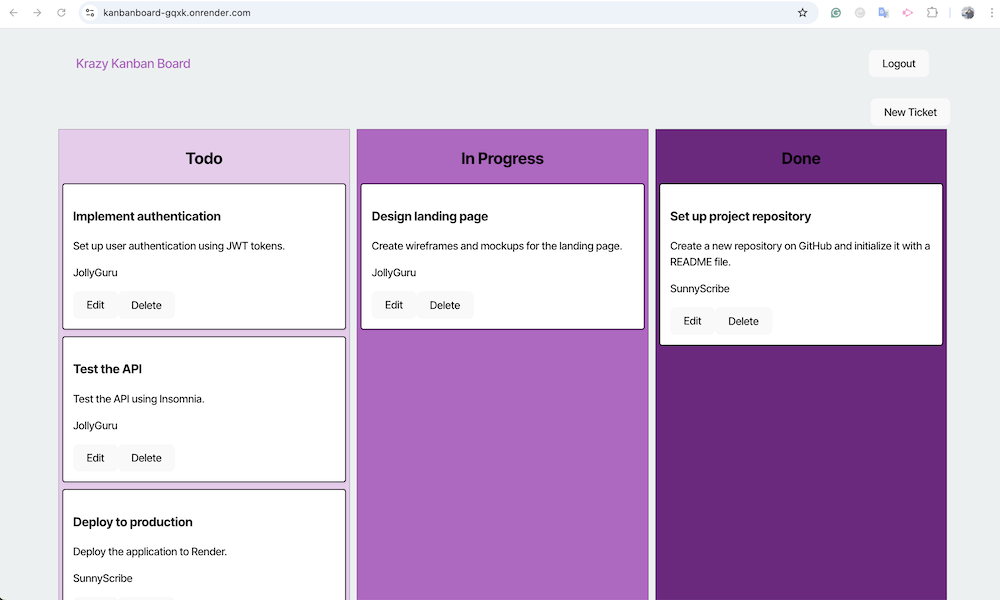 kanbanboard-gqxk.onrender.com
Krazy Kanban Board
Logout
New Ticket
Todo
Implement authentication
Set up user authentication using JWT tokens.
JollyGuru
Edit Delete
Test the API
Test the API using Insomnia.
JollyGuru
Edit Delete
Deploy to production
Deploy the application to Render.
SunnyScribe
In Progress
Design landing page
Create wireframes and mockups for the landing page.
JollyGuru
Edit Delete
Done
Set up project repository
Create a new repository on GitHub and initialize it with a
README file.
SunnyScribe
Edit Delete